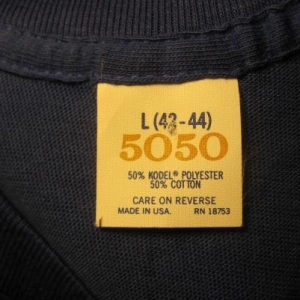 L (42-44)
5050
50% KODEL® POLYESTER
50% COTTON
CARE ON REVERSE
MADE IN USA. RN 18753